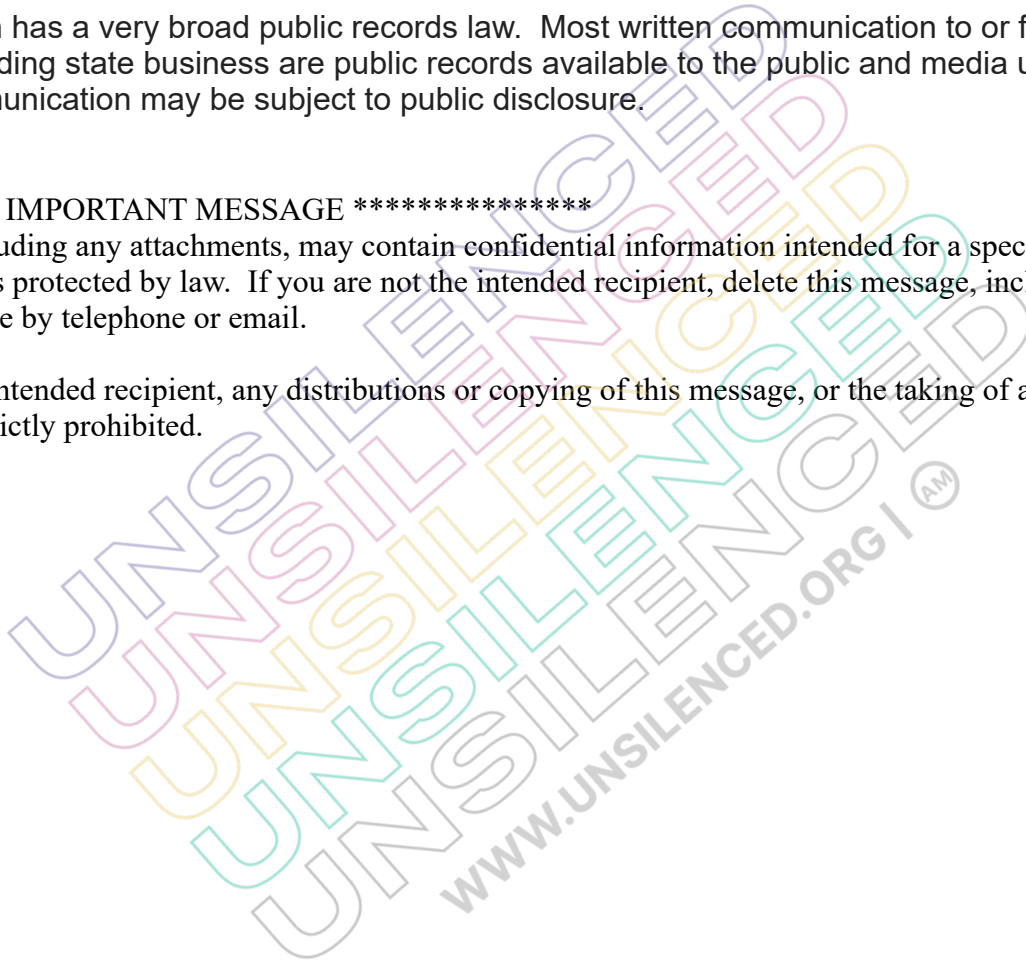 has a very broad public records law. Most written communication to or
ding state business are public records available to the public and media
unication may be subject to public disclosure.
IMPORTANT MESSAGE ***************
uding any attachments, may contain confidential information intended for a spec
s protected by law. If you are not the intended recipient, delete this message, incl
e by telephone or email.
ntended recipient, any distributions or copying of this message, or the taking of a
ictly prohibited.
UNSILENCED
UNSILENCED
UNSILENCED
UNSILENCED
UNSILENCED
WWW.UNSILENCED.ORG | AM